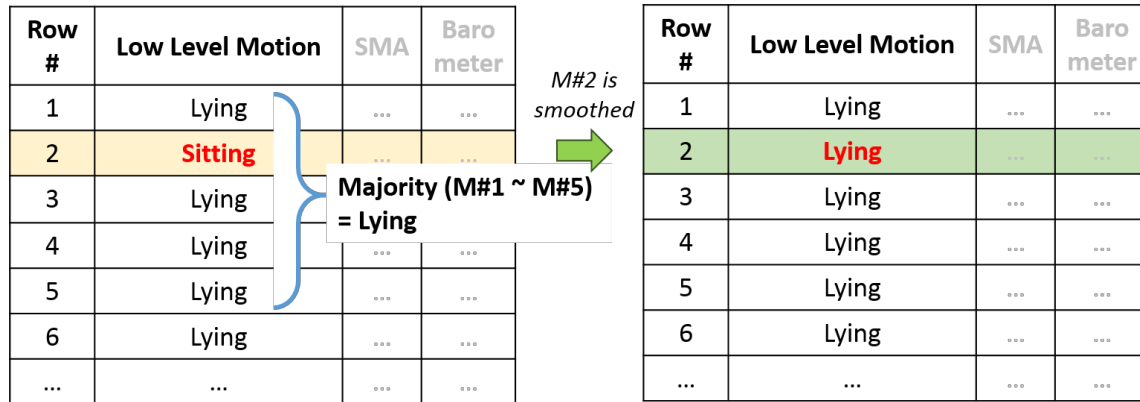 Row # Low Level Motion SMA Baro meter
1 Lying ... ...
2 Sitting ... ...
3 Lying
4 Lying ... ...
5 Lying ... ...
6 Lying ... ...
... ... ... ...
Majority (M#1 ~ M#5)
= Lying
M#2 is
smoothed
Row # Low Level Motion SMA Baro meter
1 Lying ... ...
2 Lying ... ...
3 Lying ... ...
4 Lying ... ...
5 Lying ... ...
6 Lying ... ...
... ... ... ...